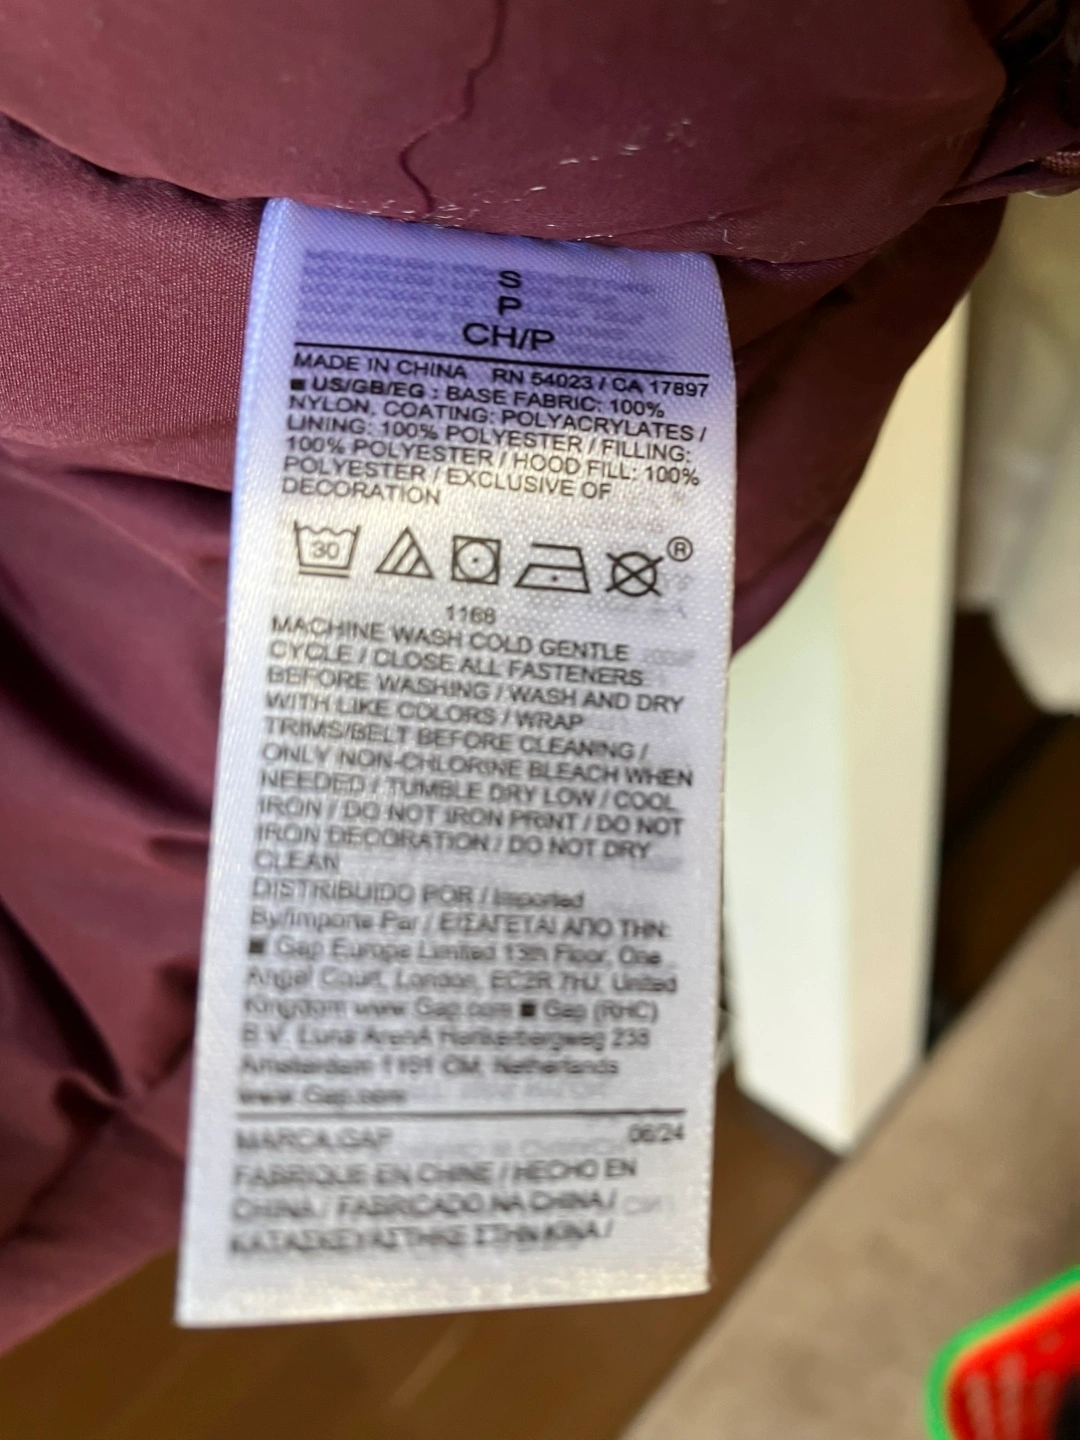 S
P
CH/P
MADE IN CHINA RN 54023 / CA 17897
■ US/GB/EG : BASE FABRIC: 100%
NYLON, COATING: POLYACRYLATES /
LINING: 100% POLYESTER / FILLING:
100% POLYESTER / HOOD FILL: 100%
POLYESTER / EXCLUSIVE OF
DECORATION
30
®
1168
MACHINE WASH COLD GENTLE
CYCLE / CLOSE ALL FASTENERS
BEFORE WASHING / WASH AND DRY
WITH LIKE COLORS / WRAP
TRIMS/BELT BEFORE CLEANING /
ONLY NON-CHLORINE BLEACH WHEN
NEEDED / TUMBLE DRY LOW / COOL
IRON / DO NOT IRON PRINT / DO NOT
IRON DECORATION / DO NOT DRY
CLEAN
DISTRIBUIDO POR / Imported
By/Importe Par / ΕΙΣΑΓΕΤΑΙ ΑΠΟ ΤΗΝ:
■ Gap Europe Limited 13th Floor, One
Angel Court, London, EC2R 7HJ, United
Kingdom www.Gap.com ■ Gap (RHC)
B.V. Luna ArenA Herikerbergweg 238
Amsterdam 1101 CM, Netherlands
www.Gap.com
MARCA:GAP 06/24
FABRIQUE EN CHINE / HECHO EN
CHINA / FABRICADO NA CHINA /
ΚΑΤΑΣΚΕΥΑΣΤΗΚΕ ΣΤΗΝ ΚΙΝΑ /